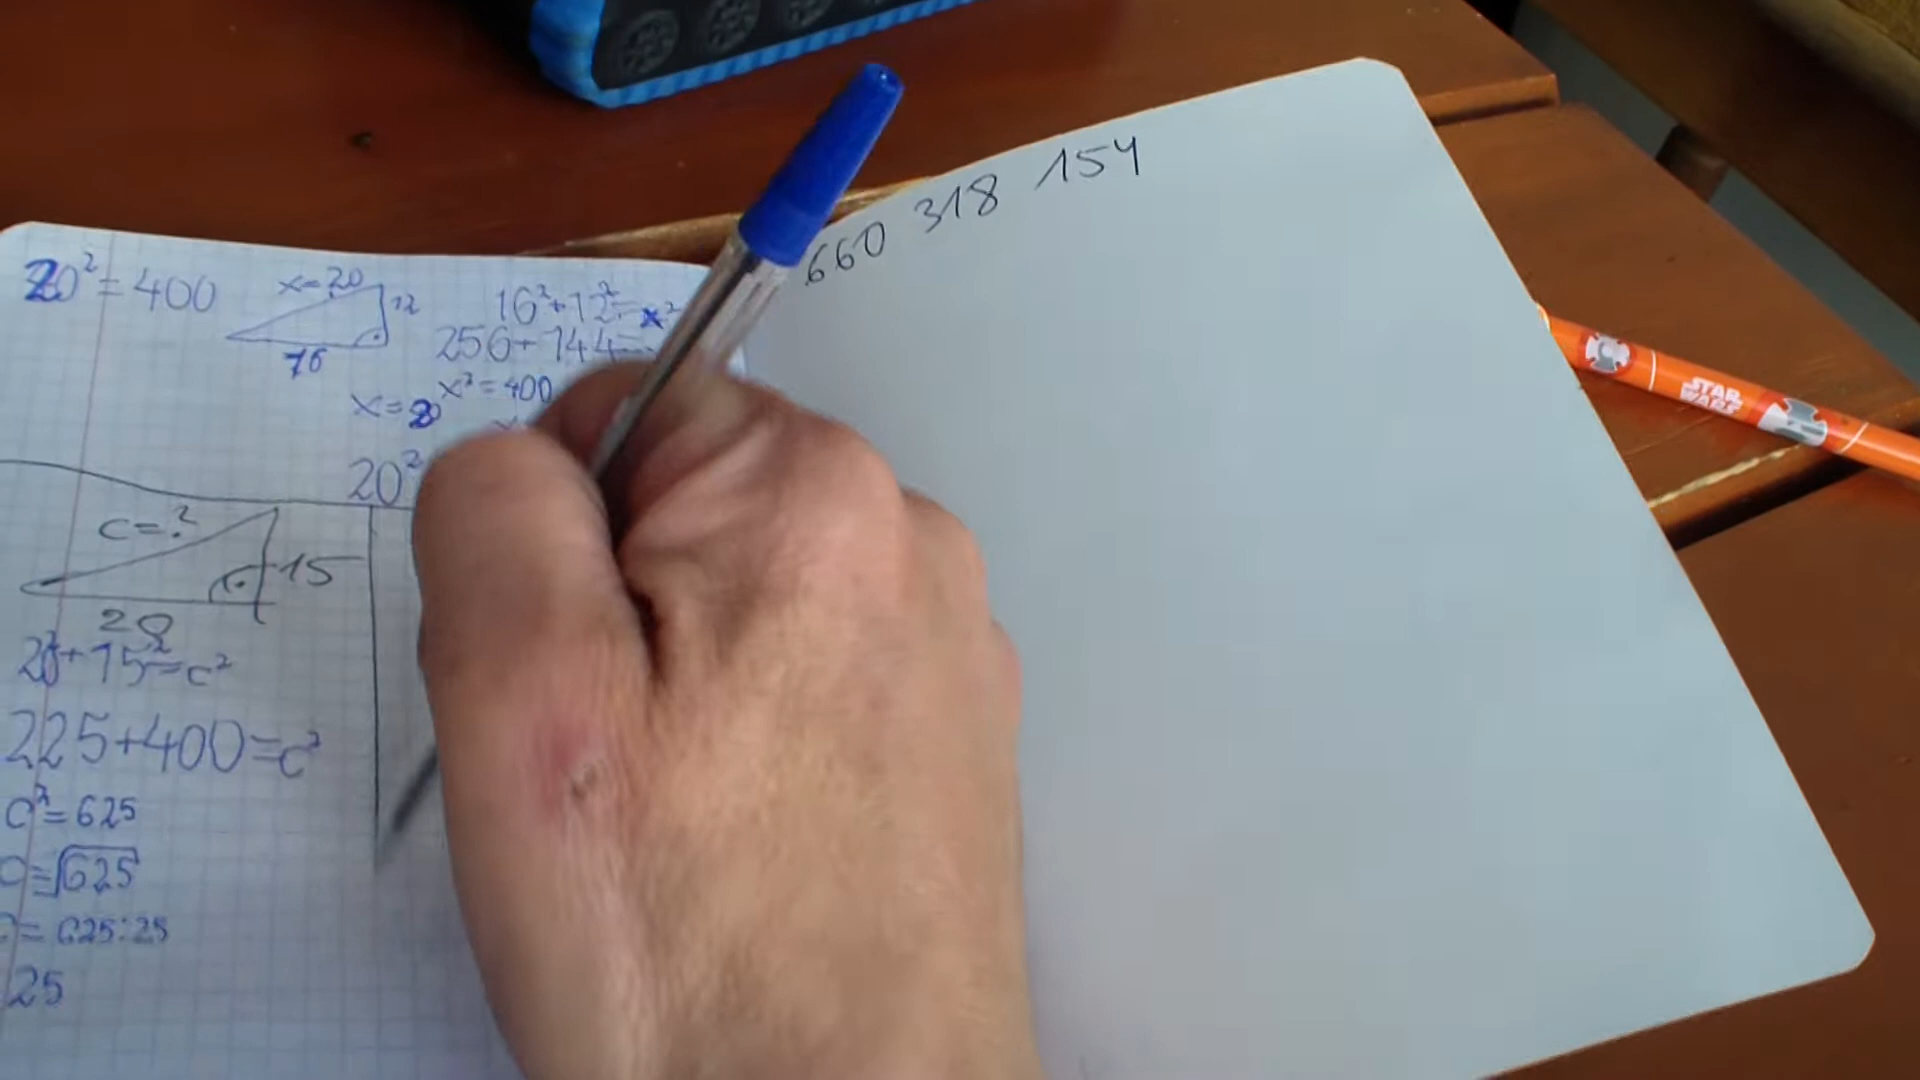 20² = 400
x=20
12
16
16²+12²=x²
256+144=
x²=400
x=20
20²
c=?
15
20
20²+15²=c²
225+400=c²
c²=625
c=√625
= 625:25
25
660 318 154
STAR
WARS